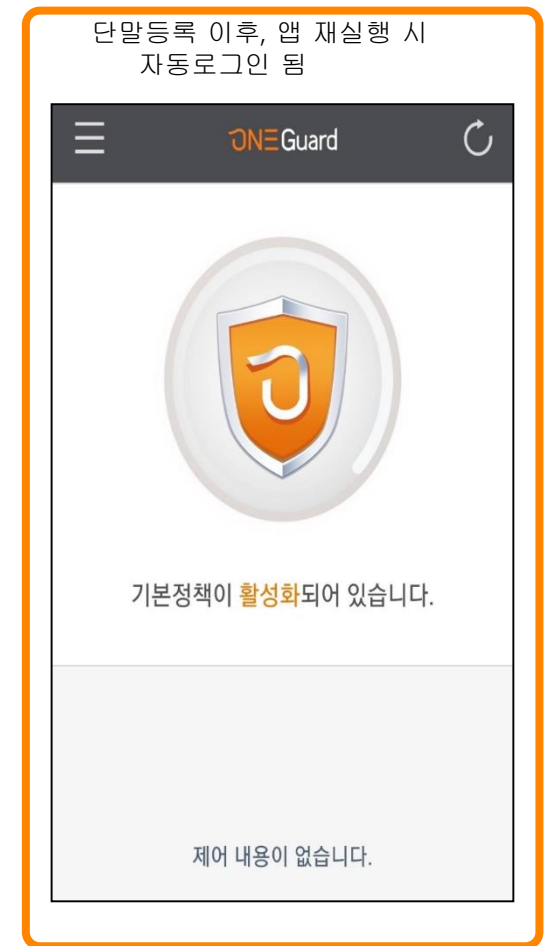 단말등록 이후, 앱 재실행 시
자동로그인 됨
ONEGuard
기본정책이 활성화되어 있습니다.
제어 내용이 없습니다.